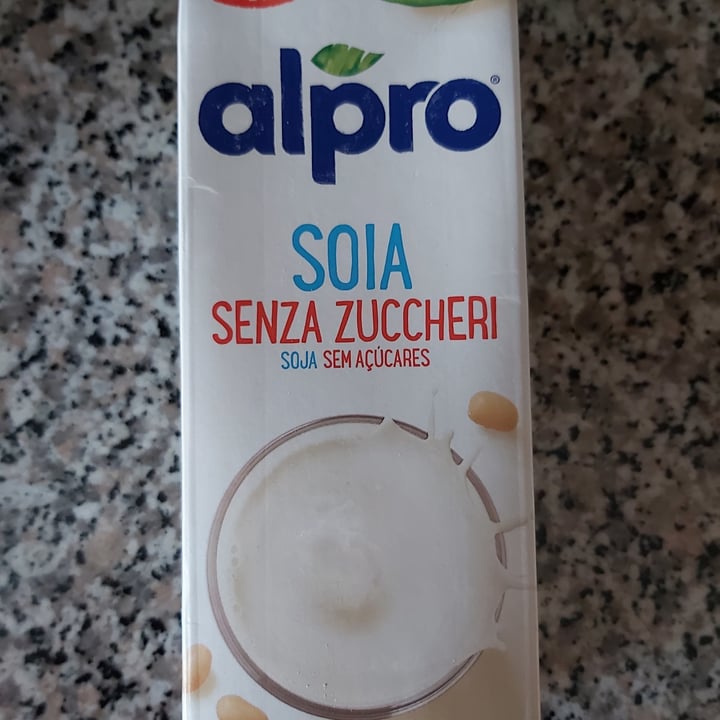 alpro®
SOIA
SENZA ZUCCHERI
SOJA SEM AÇÚCARES